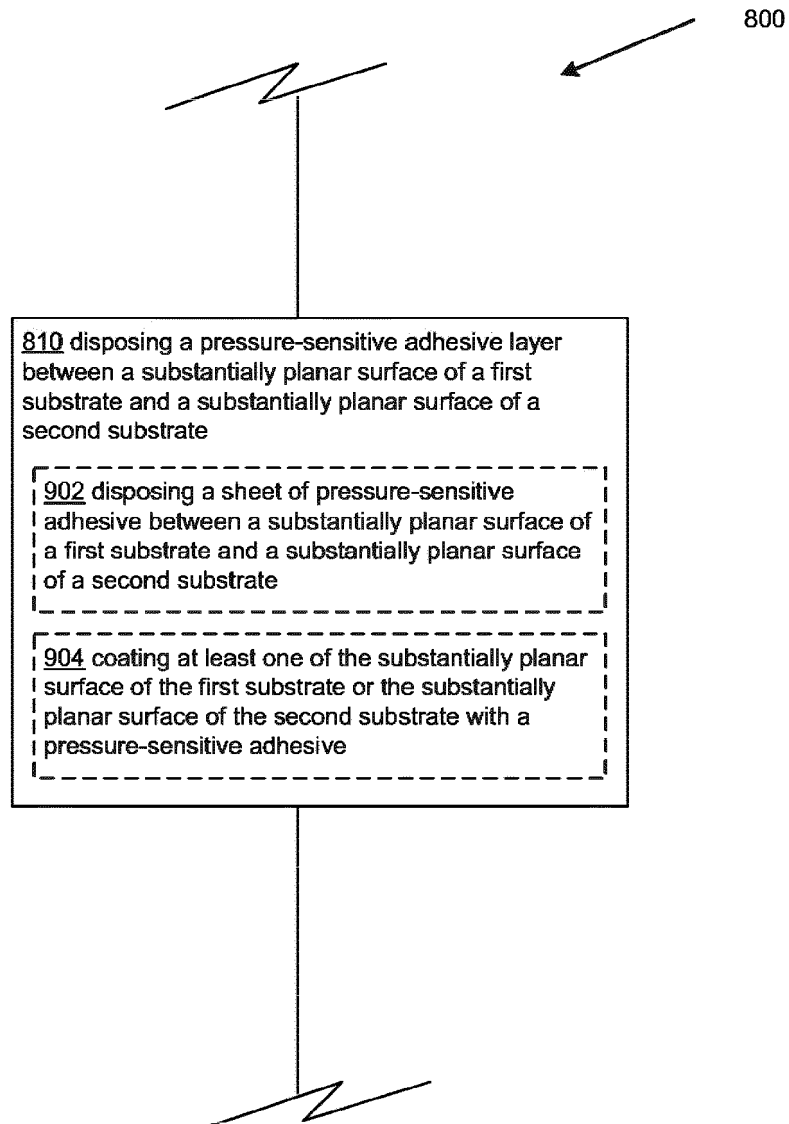 800
810 disposing a pressure-sensitive adhesive layer
between a substantially planar surface of a first
substrate and a substantially planar surface of a
second substrate
902 disposing a sheet of pressure-sensitive
adhesive between a substantially planar surface of
a first substrate and a substantially planar surface
of a second substrate
904 coating at least one of the substantially planar
surface of the first substrate or the substantially
planar surface of the second substrate with a
pressure-sensitive adhesive